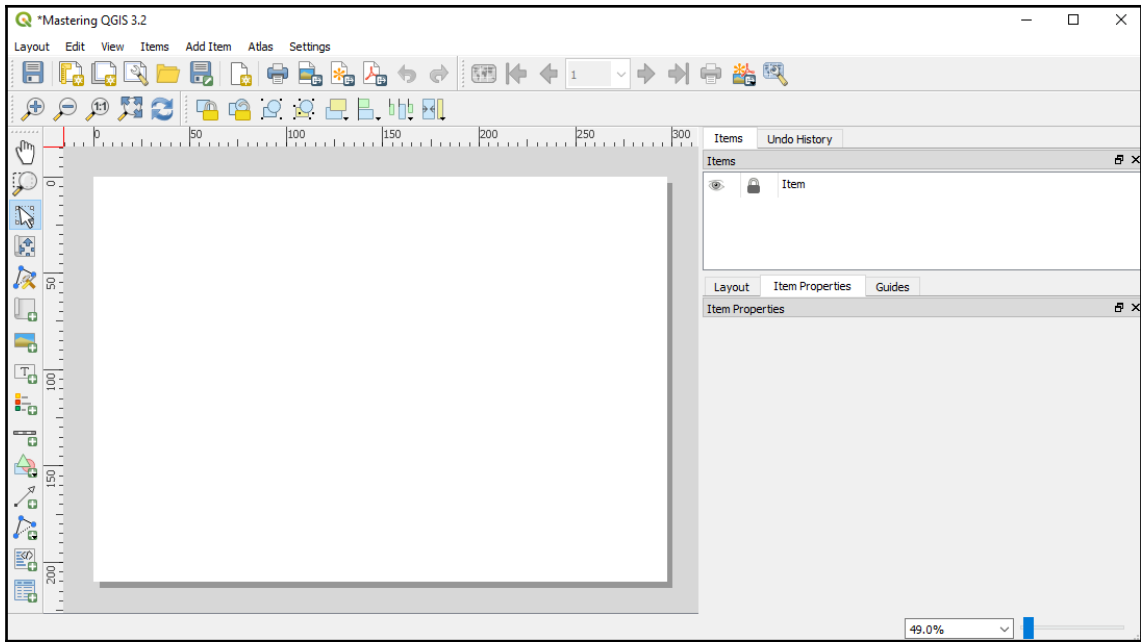 *Mastering QGIS 3.2
Layout Edit View Items Add Item Atlas Settings
1:1
1
0 50 100 150 200 250 300
0
50
100
150
200
T
Items Undo History
Items
Item
Layout Item Properties Guides
Item Properties
49.0%